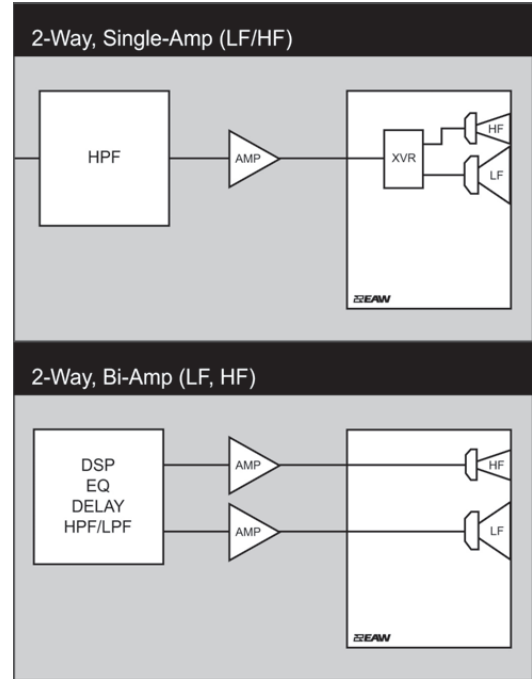 2-Way, Single-Amp (LF/HF)
HPF
AMP
XVR
HF
LF
EAW
2-Way, Bi-Amp (LF, HF)
DSP
EQ
DELAY
HPF/LPF
AMP
HF
AMP
LF
EAW